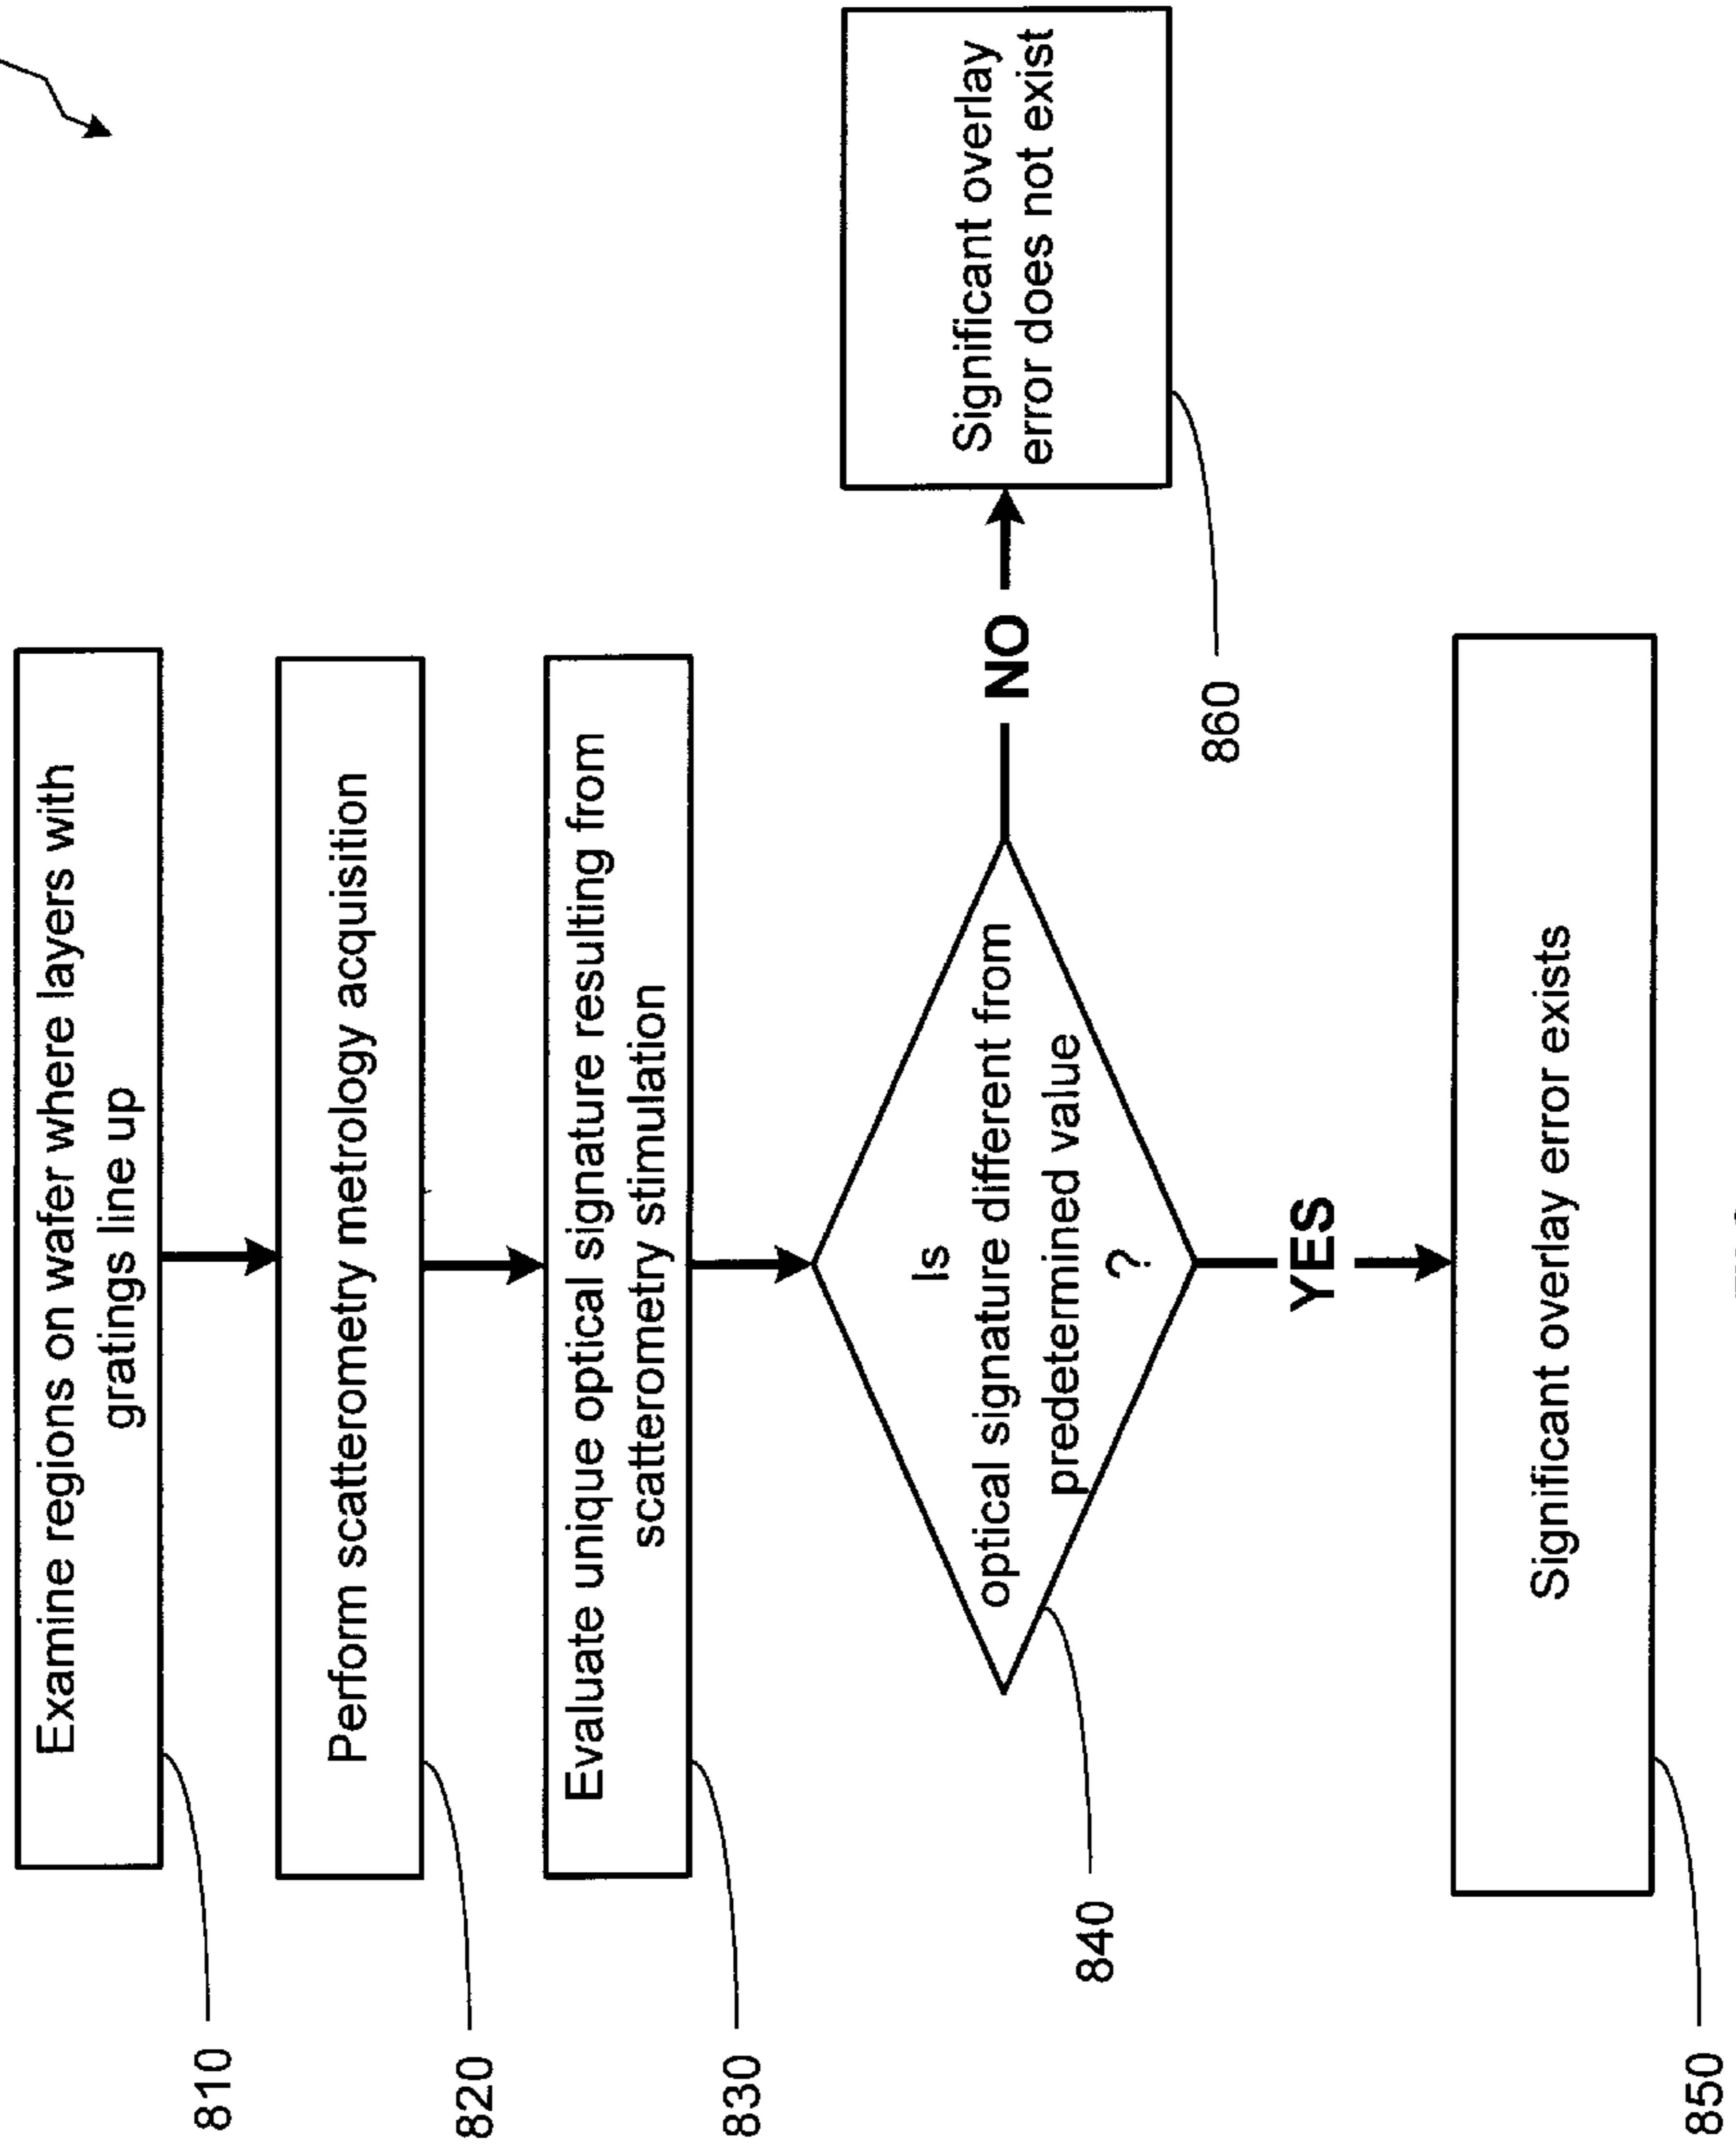 810
Examine regions on wafer where layers with
gratings line up
820
Perform scatterometry metrology acquisition
830
Evaluate unique optical signature resulting from
scatterometry stimulation
840
Is
optical signature different from
predetermined value
?
NO
860
Significant overlay
error does not exist
YES
850
Significant overlay error exists